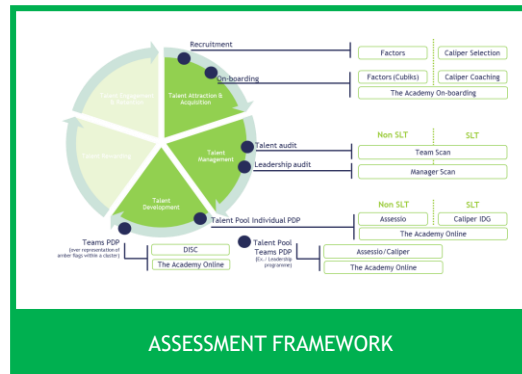 Recruitment
Factors
Caliper Selection
On-boarding
Factors (Cubiks)
Caliper Coaching
The Academy On-boarding
Talent Attraction &
Acquisition
Talent Engagement
Non SLT
SLT
Talent audit
Team Scan
Leadership audit
Manager Scan
Talent
Management
Talent
Development
Non SLT
SLT
Talent Pool Individual PDP
Assessio
Caliper IDG
The Academy Online
Teams PDP
(over representation of
amber flags within a cluster)
DISC
The Academy Online
Talent Pool
Teams PDP
(Ex. / Leadership
programme)
Assessio/Caliper
The Academy Online
ASSESSMENT FRAMEWORK